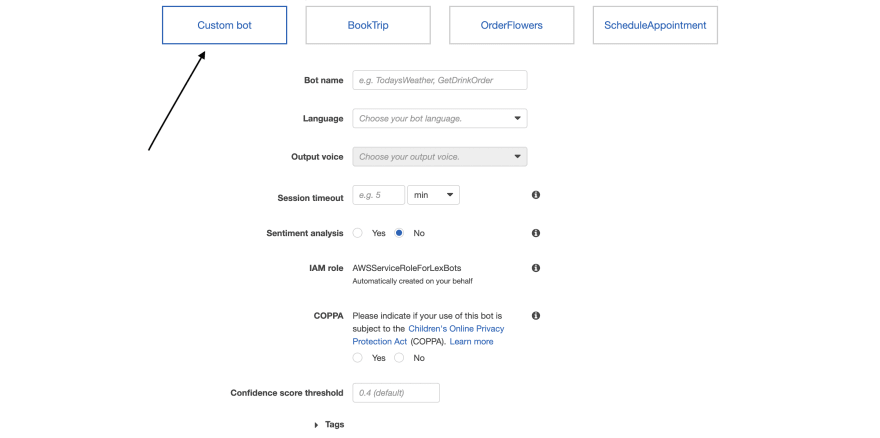 Custom bot
BookTrip
OrderFlowers
ScheduleAppointment
Bot name
e.g. TodaysWeather, GetDrinkOrder
Language
Choose your bot language.
Output voice
Choose your output voice.
Session timeout
e.g. 5
min
Sentiment analysis
Yes
No
IAM role
AWSServiceRoleForLexBots
Automatically created on your behalf
COPPA
Please indicate if your use of this bot is
subject to the Children's Online Privacy
Protection Act (COPPA). Learn more
Yes
No
Confidence score threshold
0.4 (default)
Tags